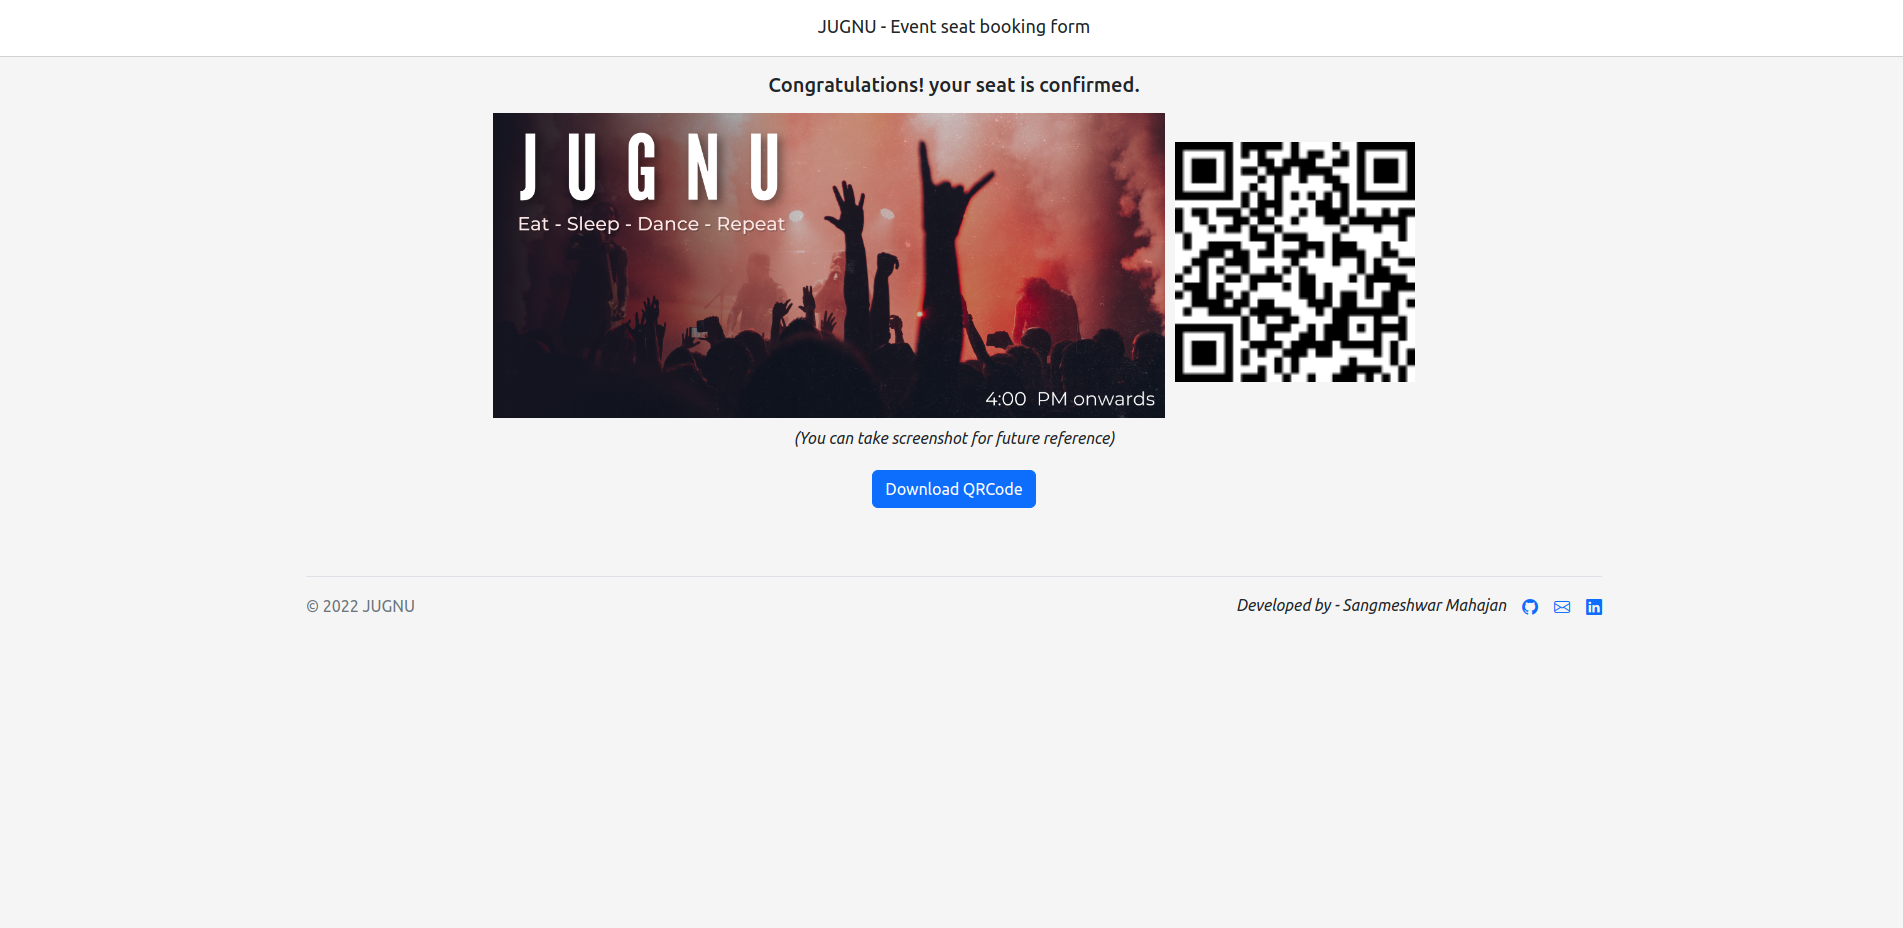 JUGNU - Event seat booking form
Congratulations! your seat is confirmed.
JUGNU
Eat - Sleep - Dance - Repeat
4:00 PM onwards
(You can take screenshot for future reference)
Download QRCode
© 2022 JUGNU
Developed by - Sangmeshwar Mahajan